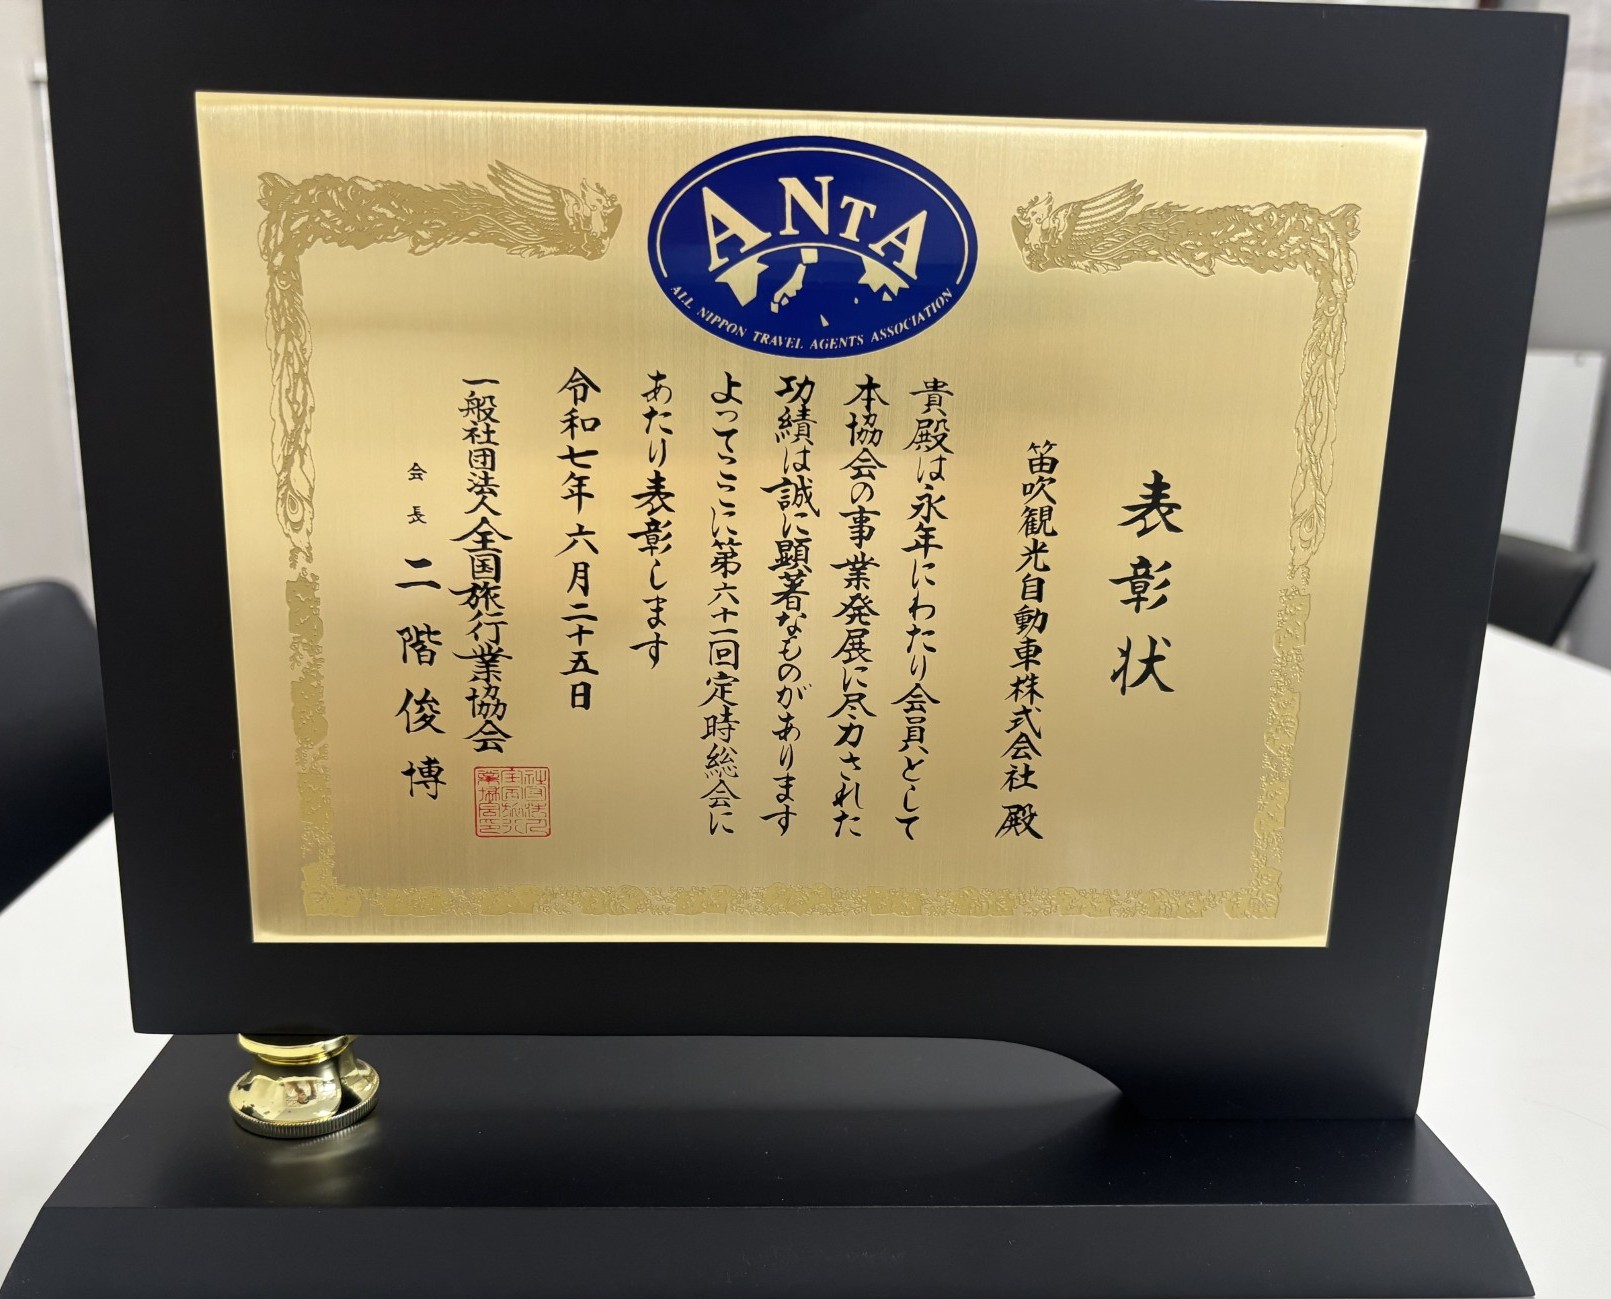 ANTA
ALL NIPPON TRAVEL AGENTS ASSOCIATION
表彰状
笛吹観光自動車株式会社 殿
貴殿は永年にわたり会員として
本協会の事業発展に尽力された
功績は誠に顕著なものがあります
よってここに第六十一回定時総会に
あたり表彰します
令和七年六月二十五日
一般社団法人全国旅行業協会
会長 二階俊博